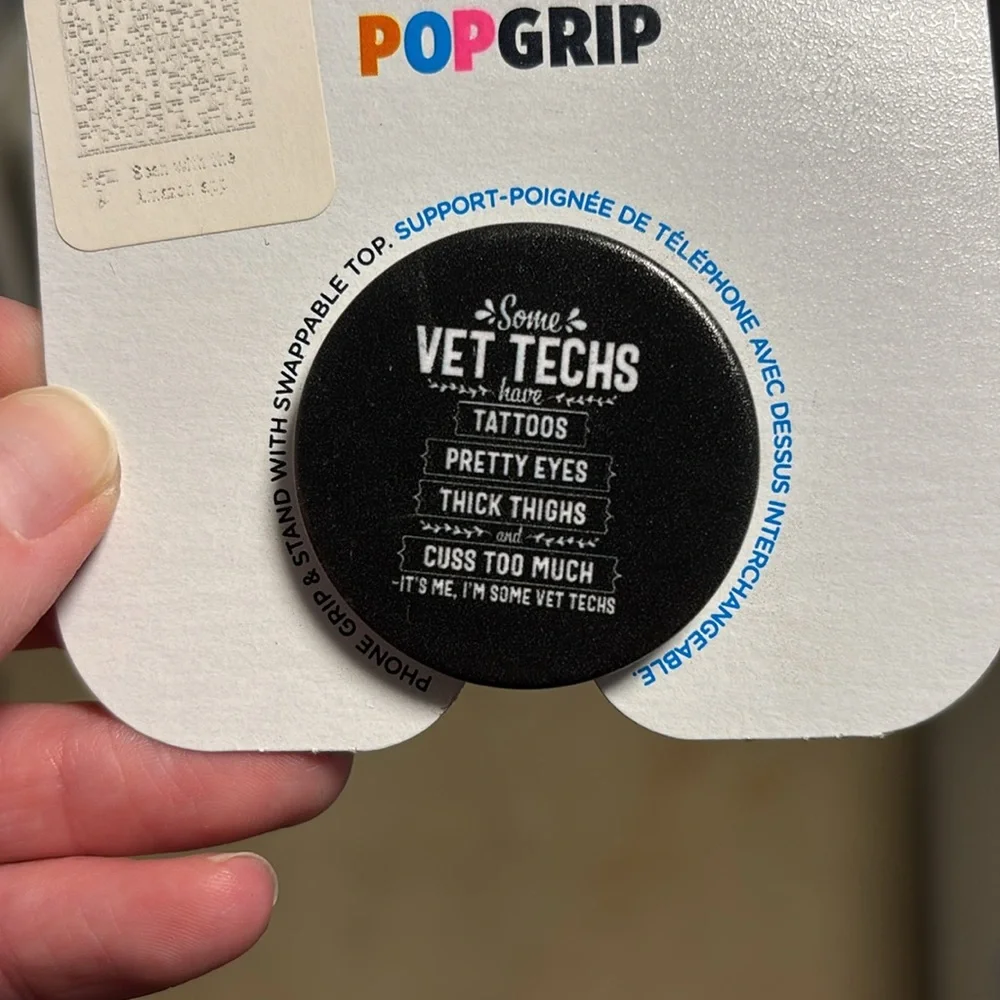 POPGRIP
Scan with the
Amazon app
PHONE GRIP & STAND WITH SWAPPABLE TOP. SUPPORT-POIGNÉE DE TÉLÉPHONE AVEC DESSUS INTERCHANGEABLE.
Some
VET TECHS
have
TATTOOS
PRETTY EYES
THICK THIGHS
and
CUSS TOO MUCH
~IT'S ME, I'M SOME VET TECHS